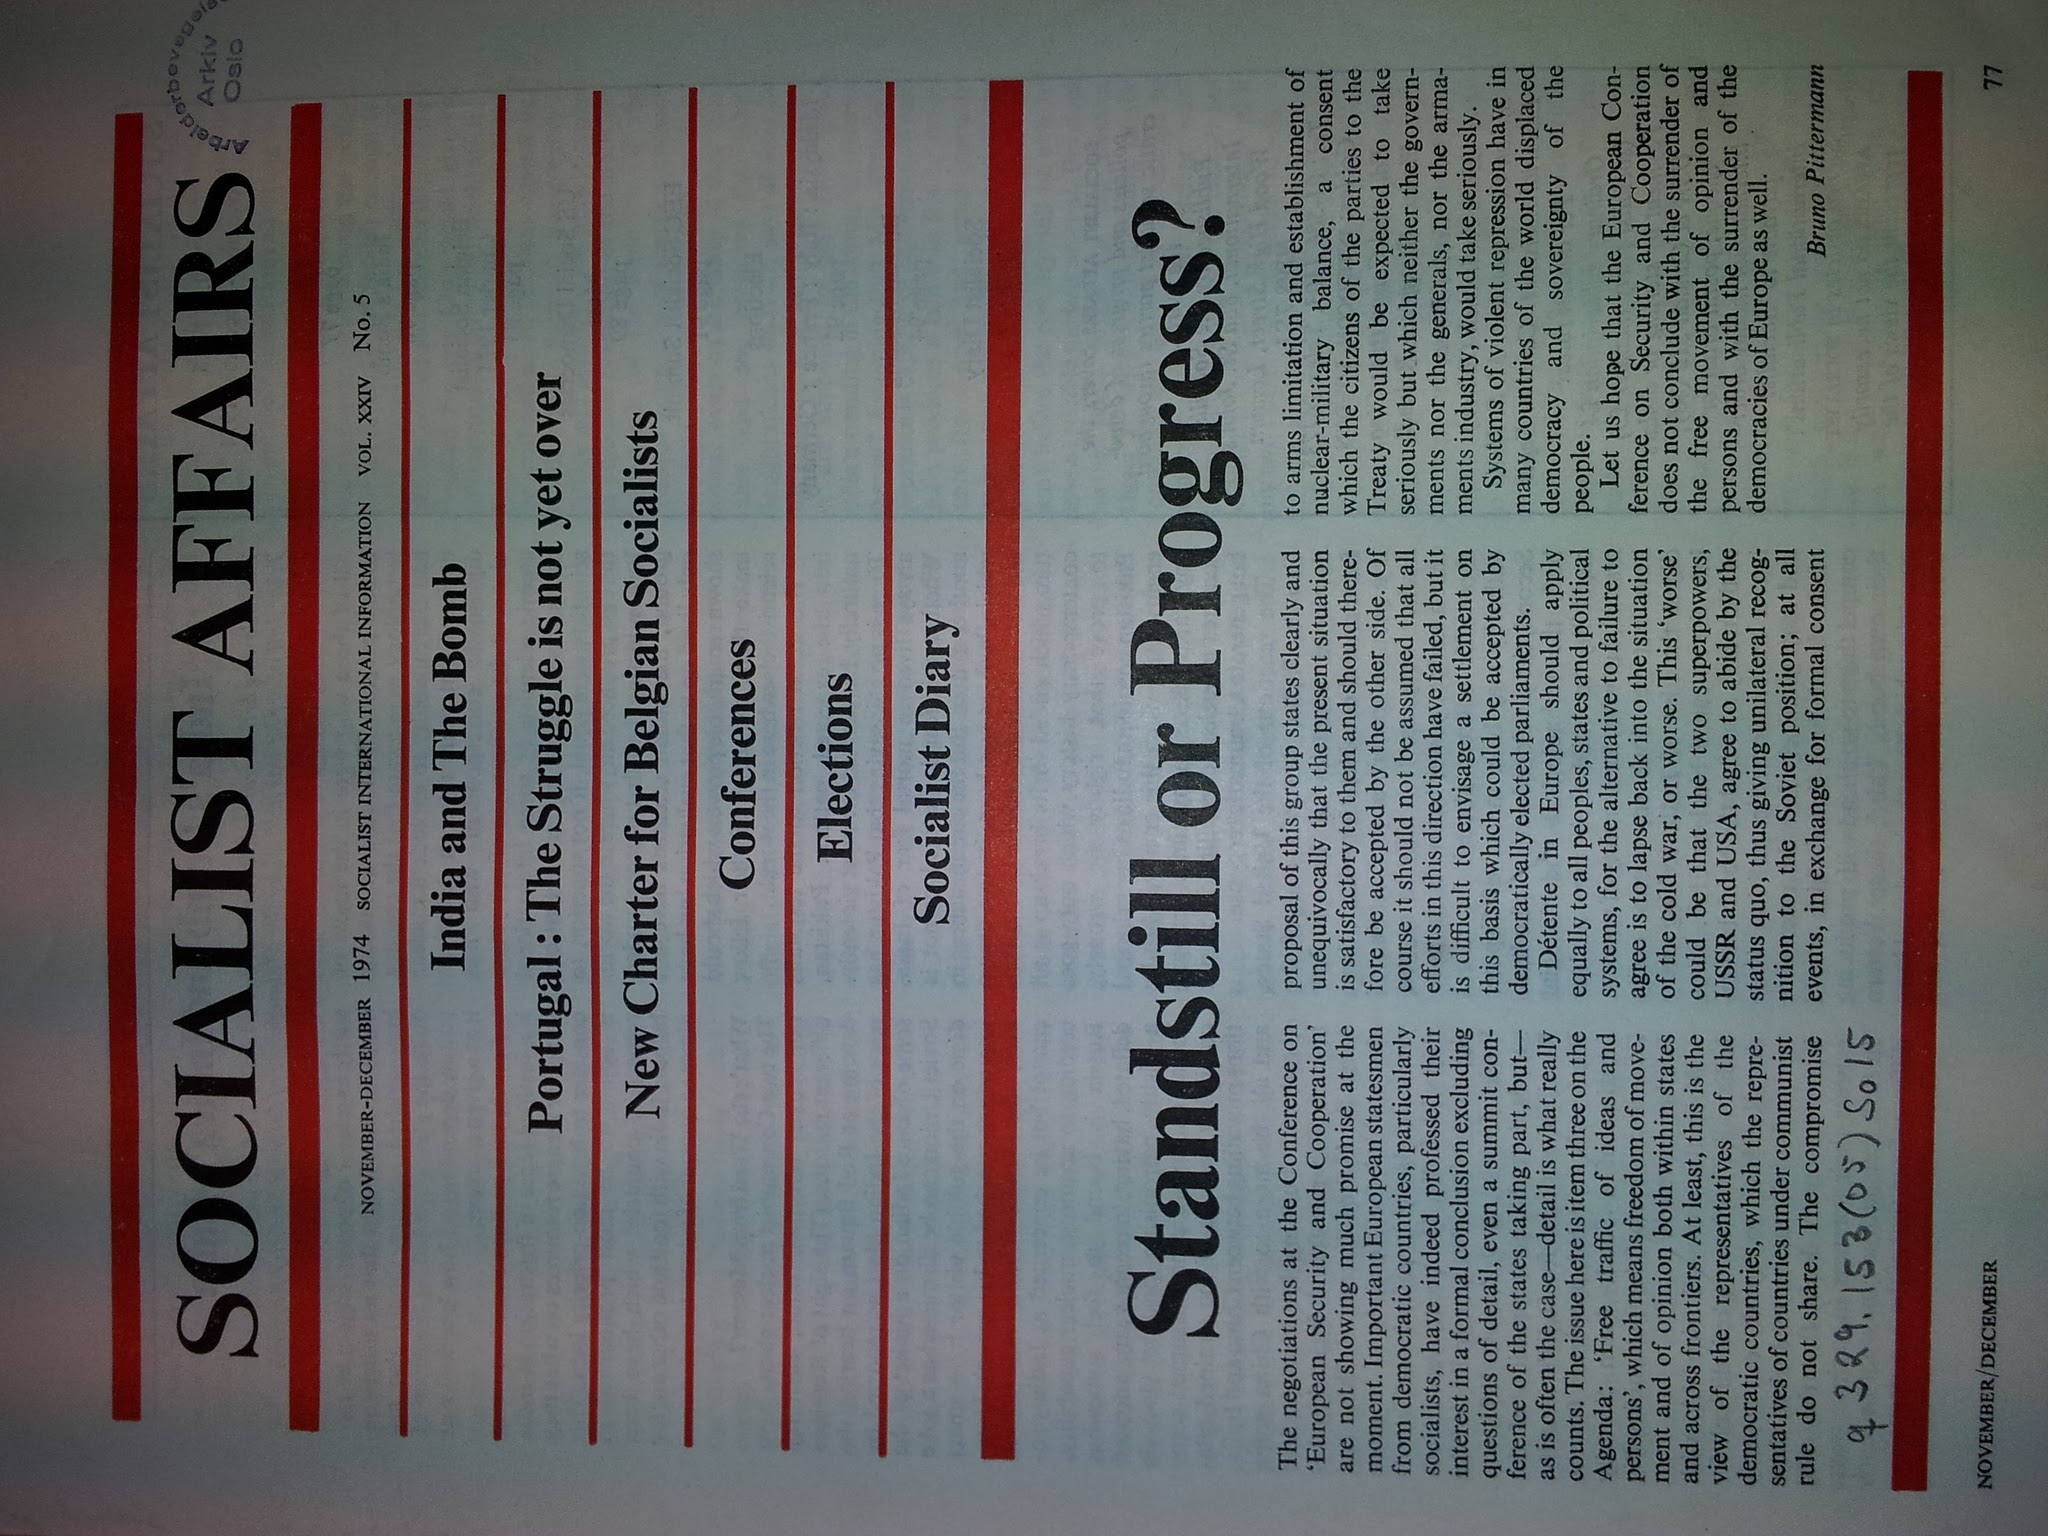 SOCIALIST AFFAIRS
Arbeiderbevegels
Arkiv
Oslo
NOVEMBER-DECEMBER 1974 SOCIALIST INTERNATIONAL INFORMATION VOL. XXIV No. 5
India and The Bomb
Portugal : The Struggle is not yet over
New Charter for Belgian Socialists
Conferences
Elections
Socialist Diary
Standstill or Progress?
The negotiations at the Conference on
‘European Security and Cooperation’
are not showing much promise at the
moment. Important European statesmen
from democratic countries, particularly
socialists, have indeed professed their
interest in a formal conclusion excluding
questions of detail, even a summit con-
ference of the states taking part, but—
as is often the case—detail is what really
counts. The issue here is item three on the
Agenda: ‘Free traffic of ideas and
persons’, which means freedom of move-
ment and of opinion both within states
and across frontiers. At least, this is the
view of the representatives of the
democratic countries, which the repre-
sentatives of countries under communist
rule do not share. The compromise
proposal of this group states clearly and
unequivocally that the present situation
is satisfactory to them and should there-
fore be accepted by the other side. Of
course it should not be assumed that all
efforts in this direction have failed, but it
is difficult to envisage a settlement on
this basis which could be accepted by
democratically elected parliaments.
Détente in Europe should apply
equally to all peoples, states and political
systems, for the alternative to failure to
agree is to lapse back into the situation
of the cold war, or worse. This ‘worse’
could be that the two superpowers,
USSR and USA, agree to abide by the
status quo, thus giving unilateral recog-
nition to the Soviet position; at all
events, in exchange for formal consent
to arms limitation and establishment of
nuclear-military balance, a consent
which the citizens of the parties to the
Treaty would be expected to take
seriously but which neither the govern-
ments nor the generals, nor the arma-
ments industry, would take seriously.
Systems of violent repression have in
many countries of the world displaced
democracy and sovereignty of the
people.
Let us hope that the European Con-
ference on Security and Cooperation
does not conclude with the surrender of
the free movement of opinion and
persons and with the surrender of the
democracies of Europe as well.
Bruno Pittermann
q 329.153(05) So15
NOVEMBER/DECEMBER 77